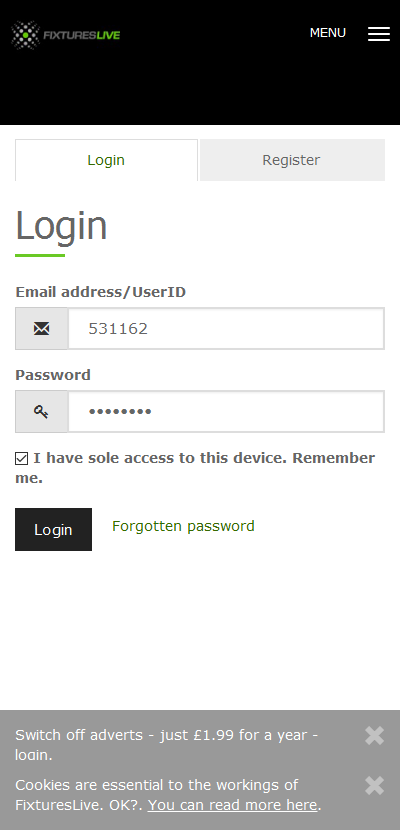 FIXTURESLIVE
MENU
Login
Register
Login
Email address/UserID
531162
Password
••••••••
I have sole access to this device. Remember
me.
Login
Forgotten password
Switch off adverts - just £1.99 for a year -
login.
Cookies are essential to the workings of
FixturesLive. OK?. You can read more here.